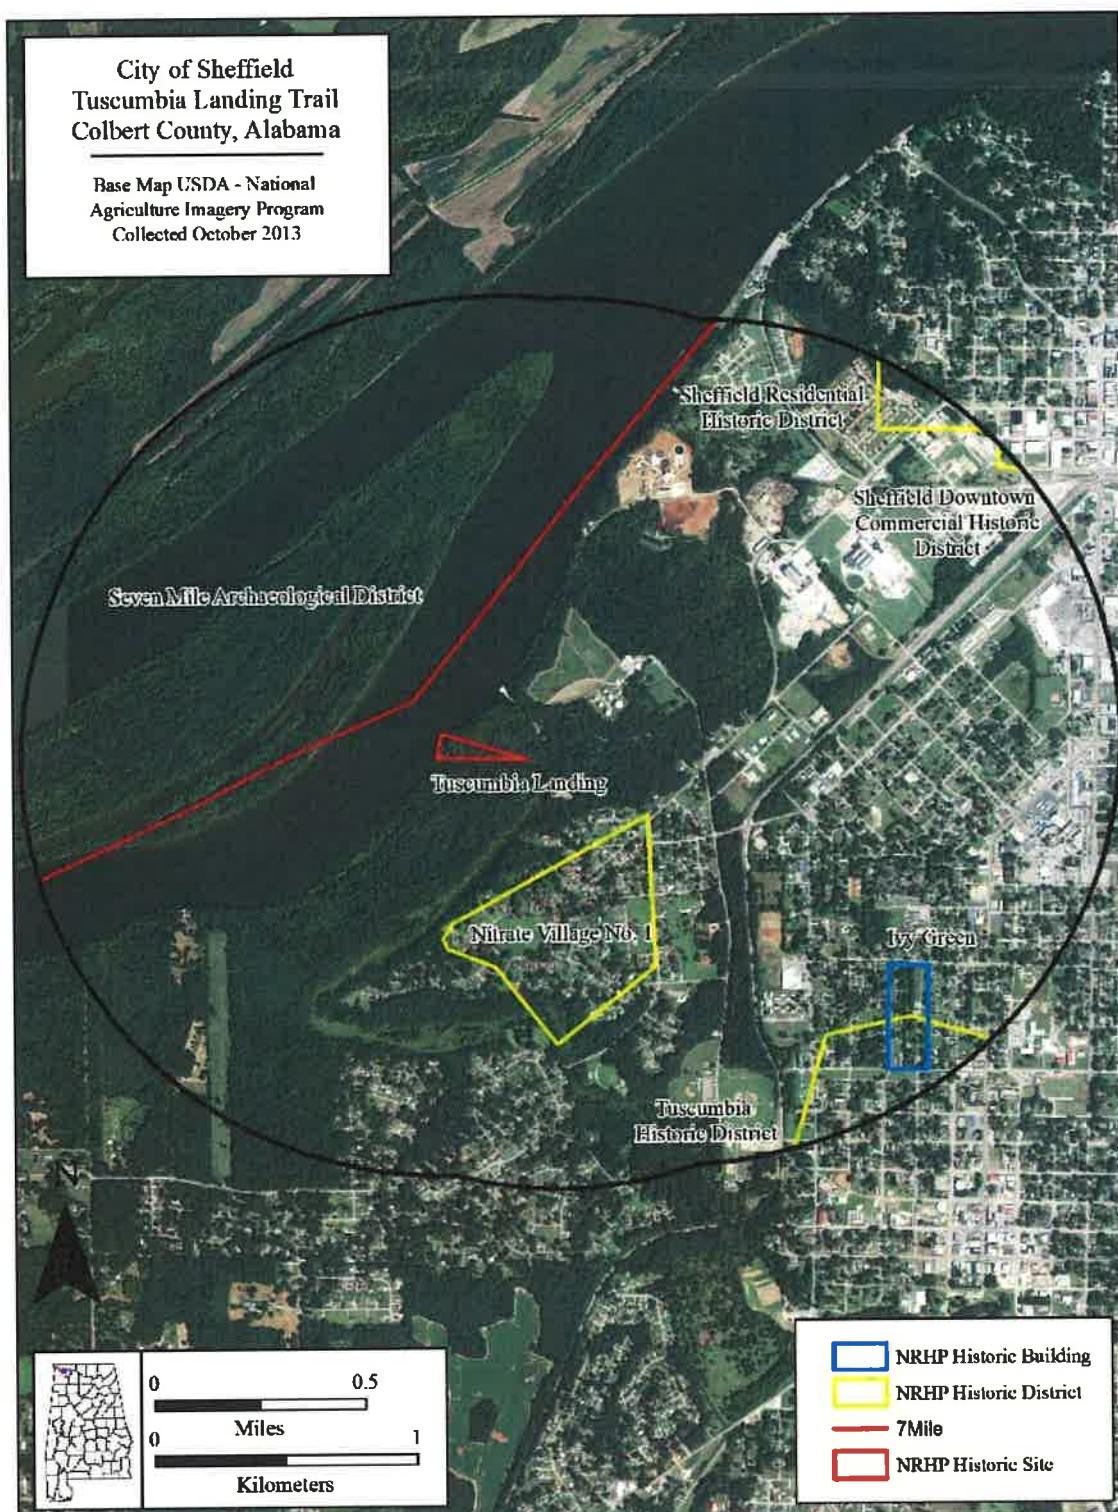 City of Sheffield
Tuscumbia Landing Trail
Colbert County, Alabama
Base Map USDA - National
Agriculture Imagery Program
Collected October 2013
Sheffield Residential
Historic District
Sheffield Downtown
Commercial Historic
District
Seven Mile Archaeological District
Tuscumbia Landing
Nitrate Village No. 1
Ivy Green
Tuscumbia
Historic District
N
0 0.5
Miles
0 1
Kilometers
NRHP Historic Building
NRHP Historic District
7Mile
NRHP Historic Site